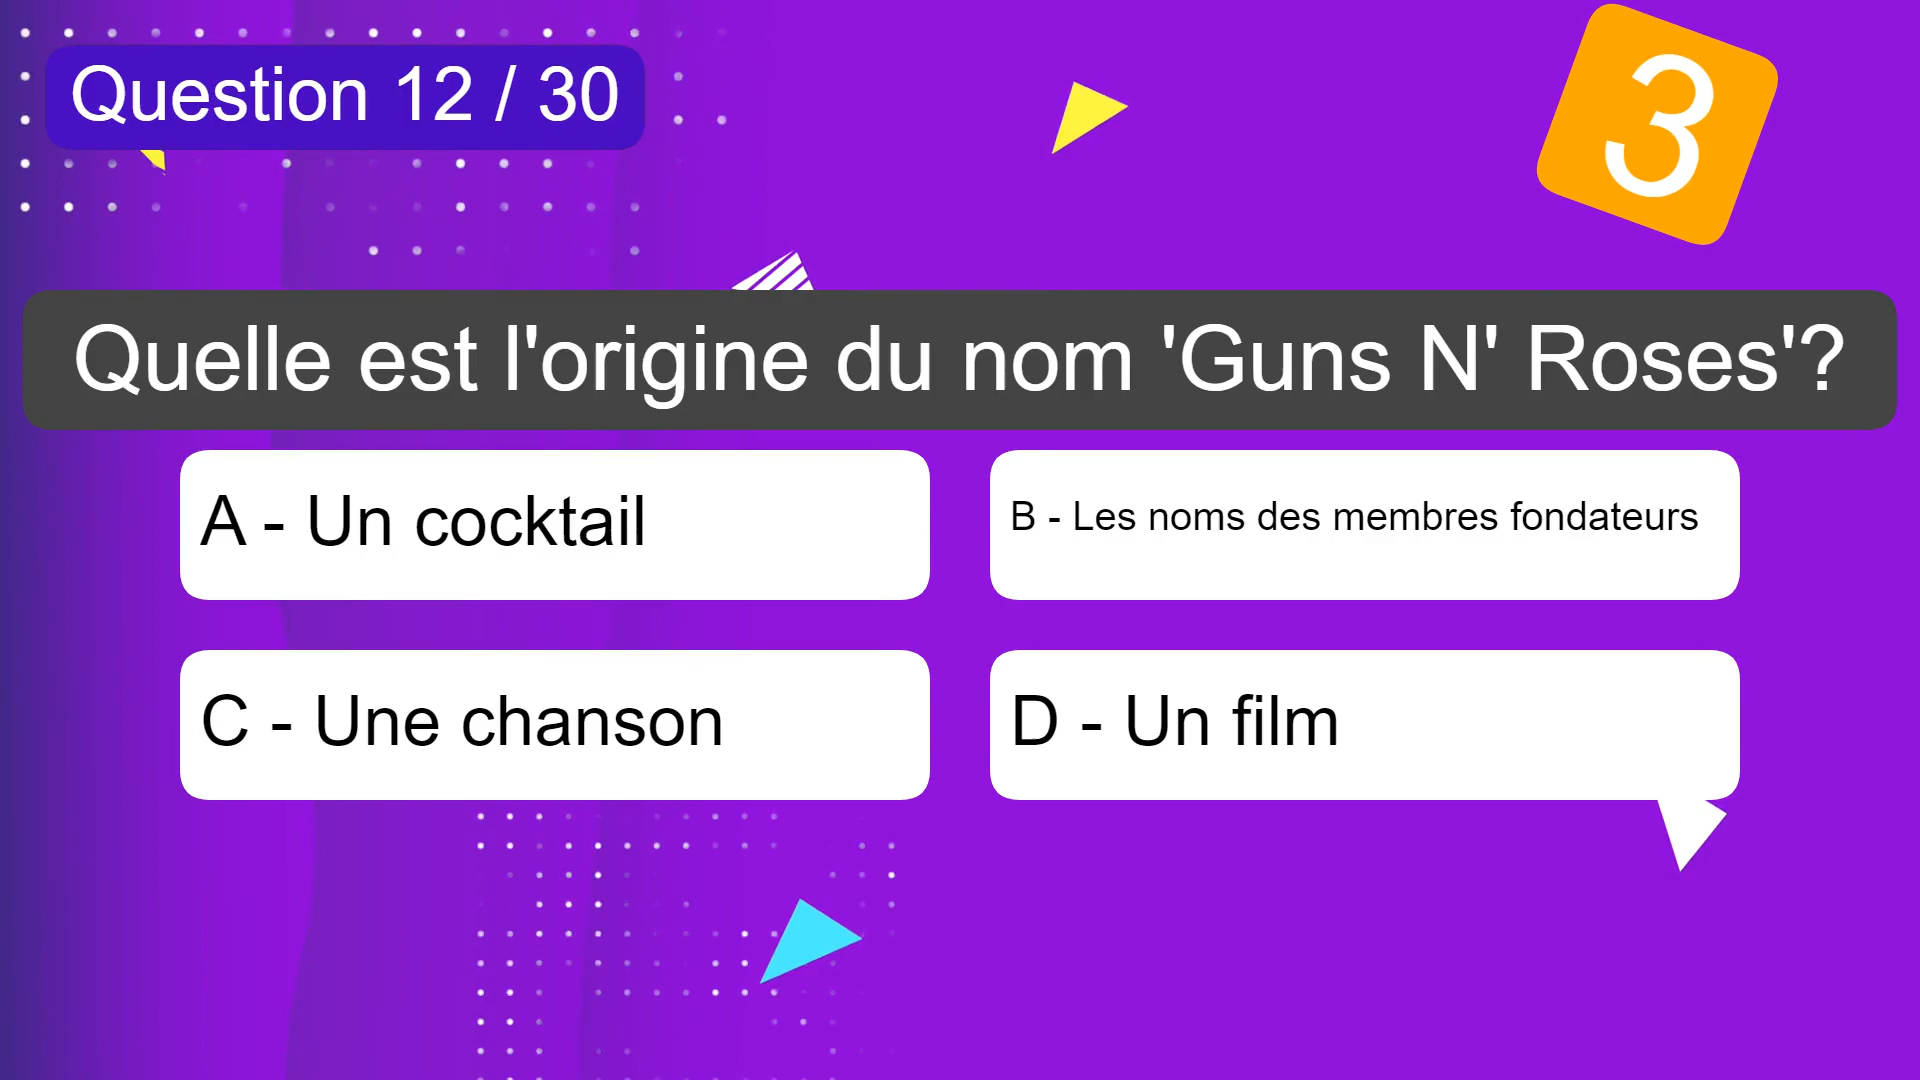 Question 12 / 30
3
Quelle est l'origine du nom 'Guns N' Roses'?
A - Un cocktail
B - Les noms des membres fondateurs
C - Une chanson
D - Un film